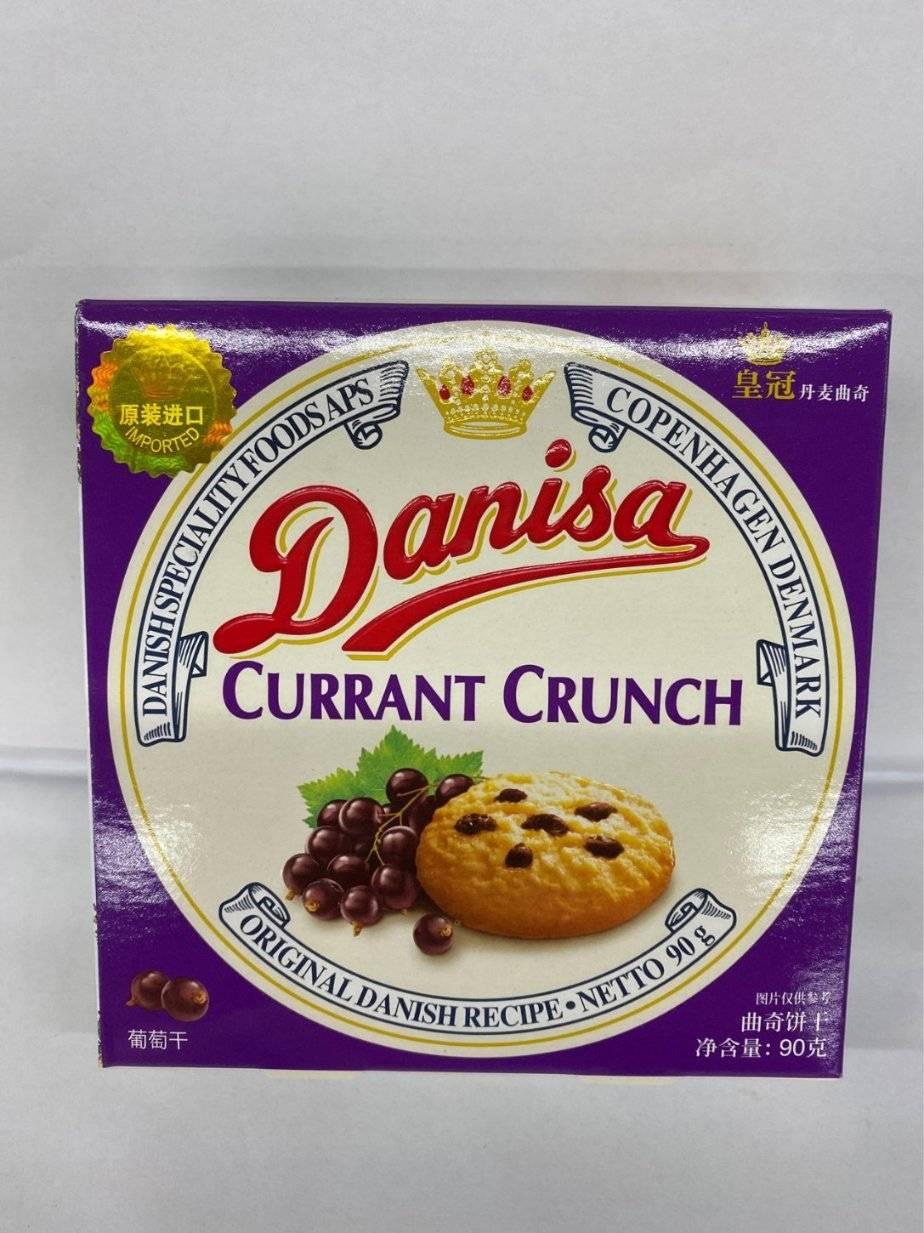 原装进口
IMPORTED
皇冠 丹麦曲奇
DANISH SPECIALITY FOODS APS
COPENHAGEN DENMARK
Danisa
CURRANT CRUNCH
ORIGINAL DANISH RECIPE • NETTO 90 g
葡萄干
图片仅供参考
曲奇饼干
净含量：90克